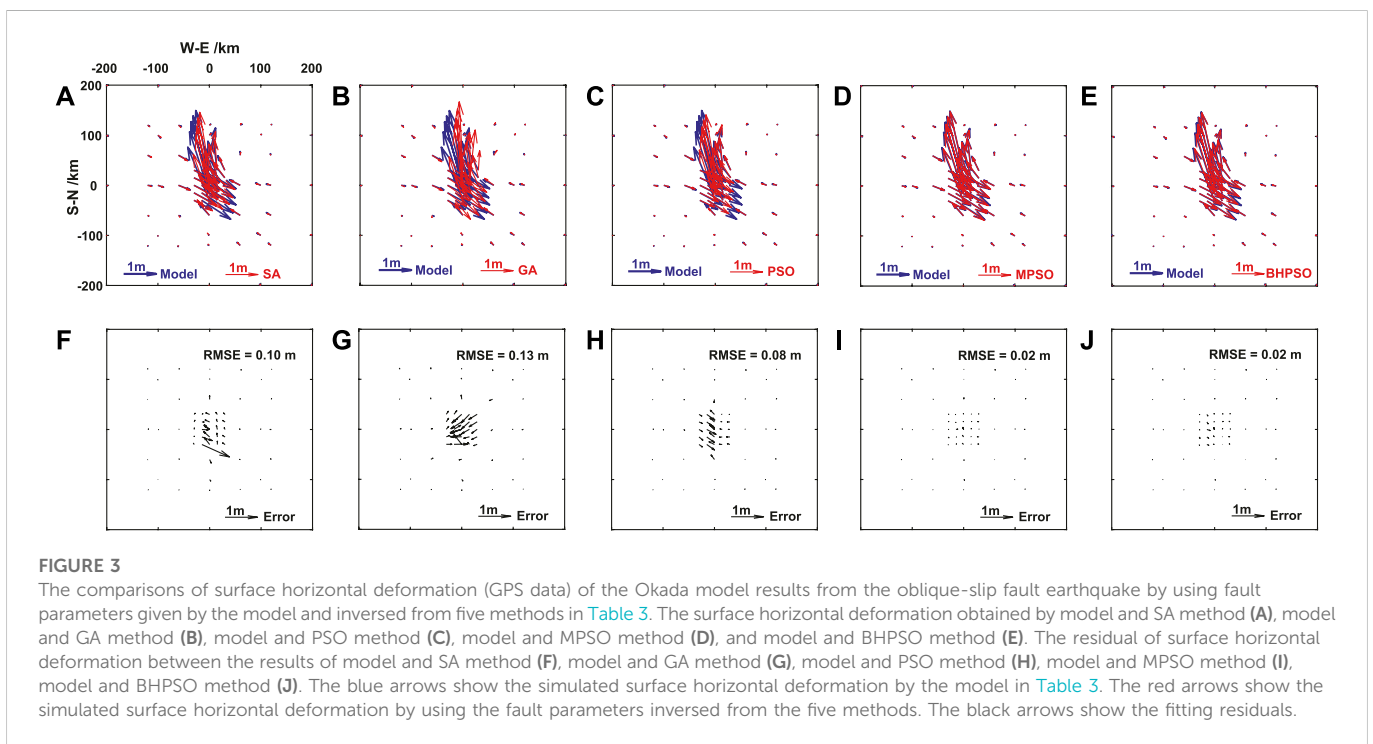 W-E /km
-200 -100 0 100 200
A B C D E
200
100
0
-100
-200
S-N /km
1m Model 1m SA
1m Model 1m GA
1m Model 1m PSO
1m Model 1m MPSO
1m Model 1m BHPSO
F G H I J
RMSE = 0.10 m
RMSE = 0.13 m
RMSE = 0.08 m
RMSE = 0.02 m
RMSE = 0.02 m
1m Error
1m Error
1m Error
1m Error
1m Error
FIGURE 3
The comparisons of surface horizontal deformation (GPS data) of the Okada model results from the oblique-slip fault earthquake by using fault
parameters given by the model and inversed from five methods in Table 3. The surface horizontal deformation obtained by model and SA method (A), model
and GA method (B), model and PSO method (C), model and MPSO method (D), and model and BHPSO method (E). The residual of surface horizontal
deformation between the results of model and SA method (F), model and GA method (G), model and PSO method (H), model and MPSO method (I),
model and BHPSO method (J). The blue arrows show the simulated surface horizontal deformation by the model in Table 3. The red arrows show the
simulated surface horizontal deformation by using the fault parameters inversed from the five methods. The black arrows show the fitting residuals.